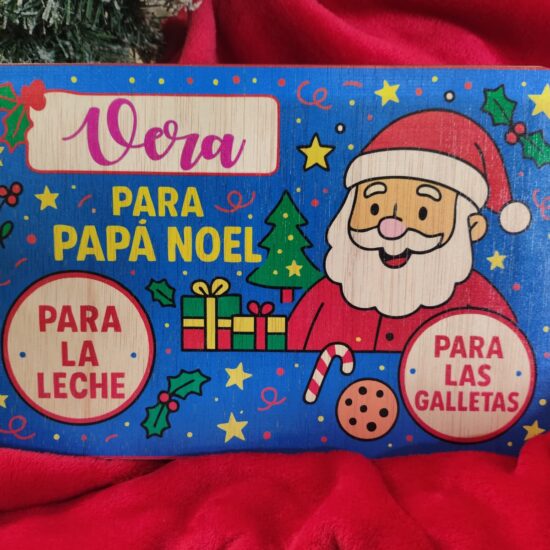 Vera
PARA
PAPÁ NOEL
PARA
LA
LECHE
PARA
LAS
GALLETAS